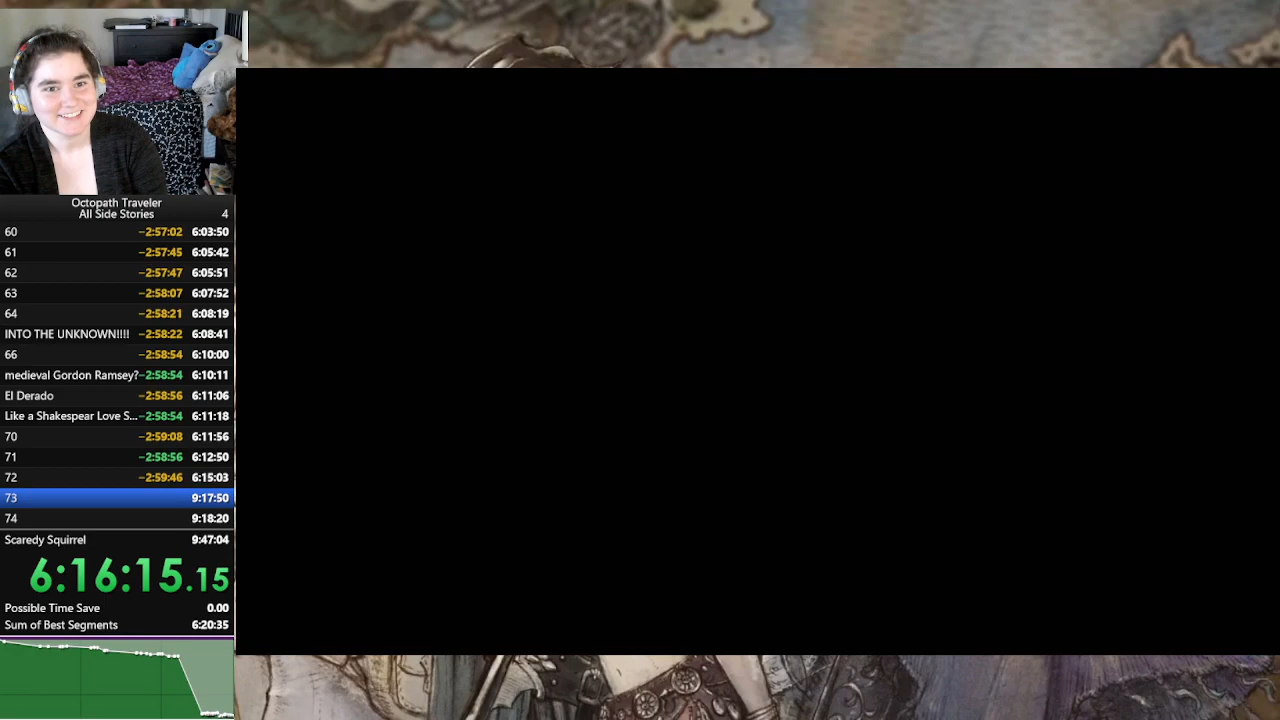 Octopath Traveler
All Side Stories 4
60 −2:57:02 6:03:50
61 −2:57:45 6:05:42
62 −2:57:47 6:05:51
63 −2:58:07 6:07:52
64 −2:58:21 6:08:19
INTO THE UNKNOWN!!!! −2:58:22 6:08:41
66 −2:58:54 6:10:00
medieval Gordon Ramsey? −2:58:54 6:10:11
El Derado −2:58:56 6:11:06
Like a Shakespear Love S... −2:58:54 6:11:18
70 −2:59:08 6:11:56
71 −2:58:56 6:12:50
72 −2:59:46 6:15:03
73 9:17:50
74 9:18:20
Scaredy Squirrel 9:47:04
6:16:15.15
Possible Time Save 0.00
Sum of Best Segments 6:20:35